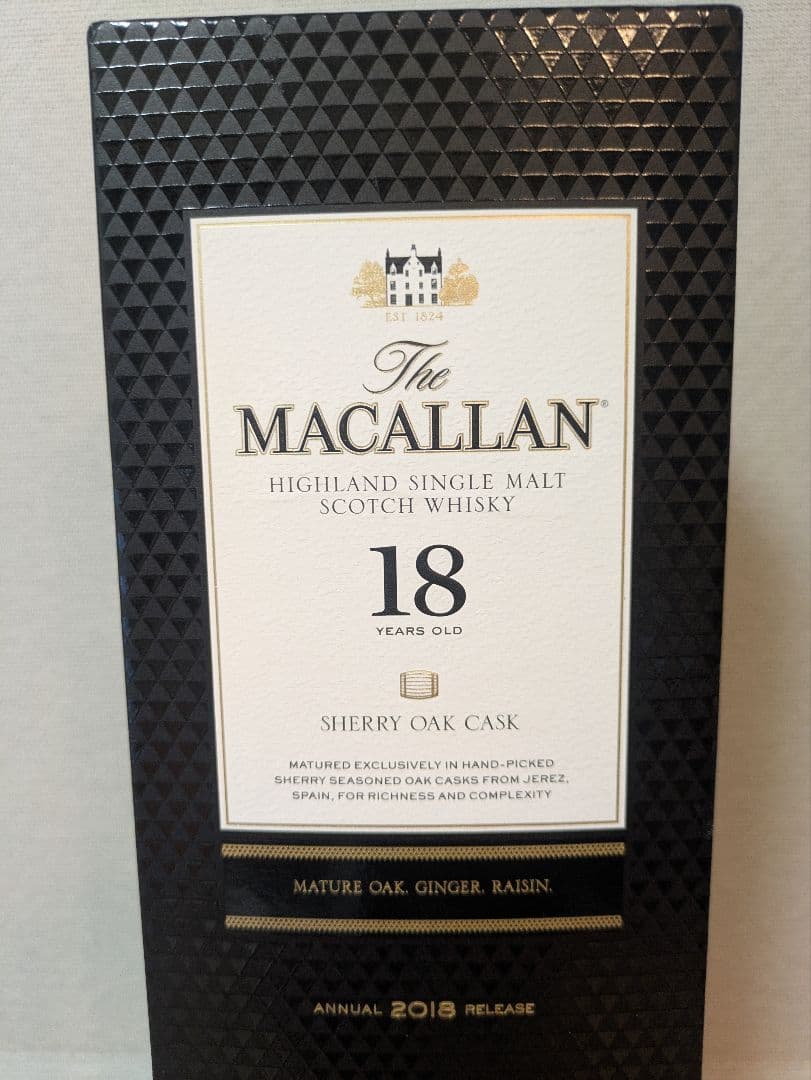 EST 1824
The
MACALLAN®
HIGHLAND SINGLE MALT
SCOTCH WHISKY
18
YEARS OLD
SHERRY OAK CASK
MATURED EXCLUSIVELY IN HAND-PICKED
SHERRY SEASONED OAK CASKS FROM JEREZ,
SPAIN, FOR RICHNESS AND COMPLEXITY
MATURE OAK. GINGER. RAISIN.
ANNUAL 2018 RELEASE